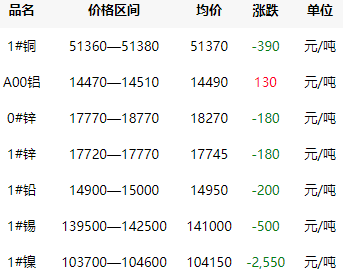 品名 价格区间 均价 涨跌 单位
1#铜 51360—51380 51370 -390 元/吨
A00铝 14470—14510 14490 130 元/吨
0#锌 17770—18770 18270 -180 元/吨
1#锌 17720—17770 17745 -180 元/吨
1#铅 14900—15000 14950 -200 元/吨
1#锡 139500—142500 141000 -500 元/吨
1#镍 103700—104600 104150 -2,550 元/吨